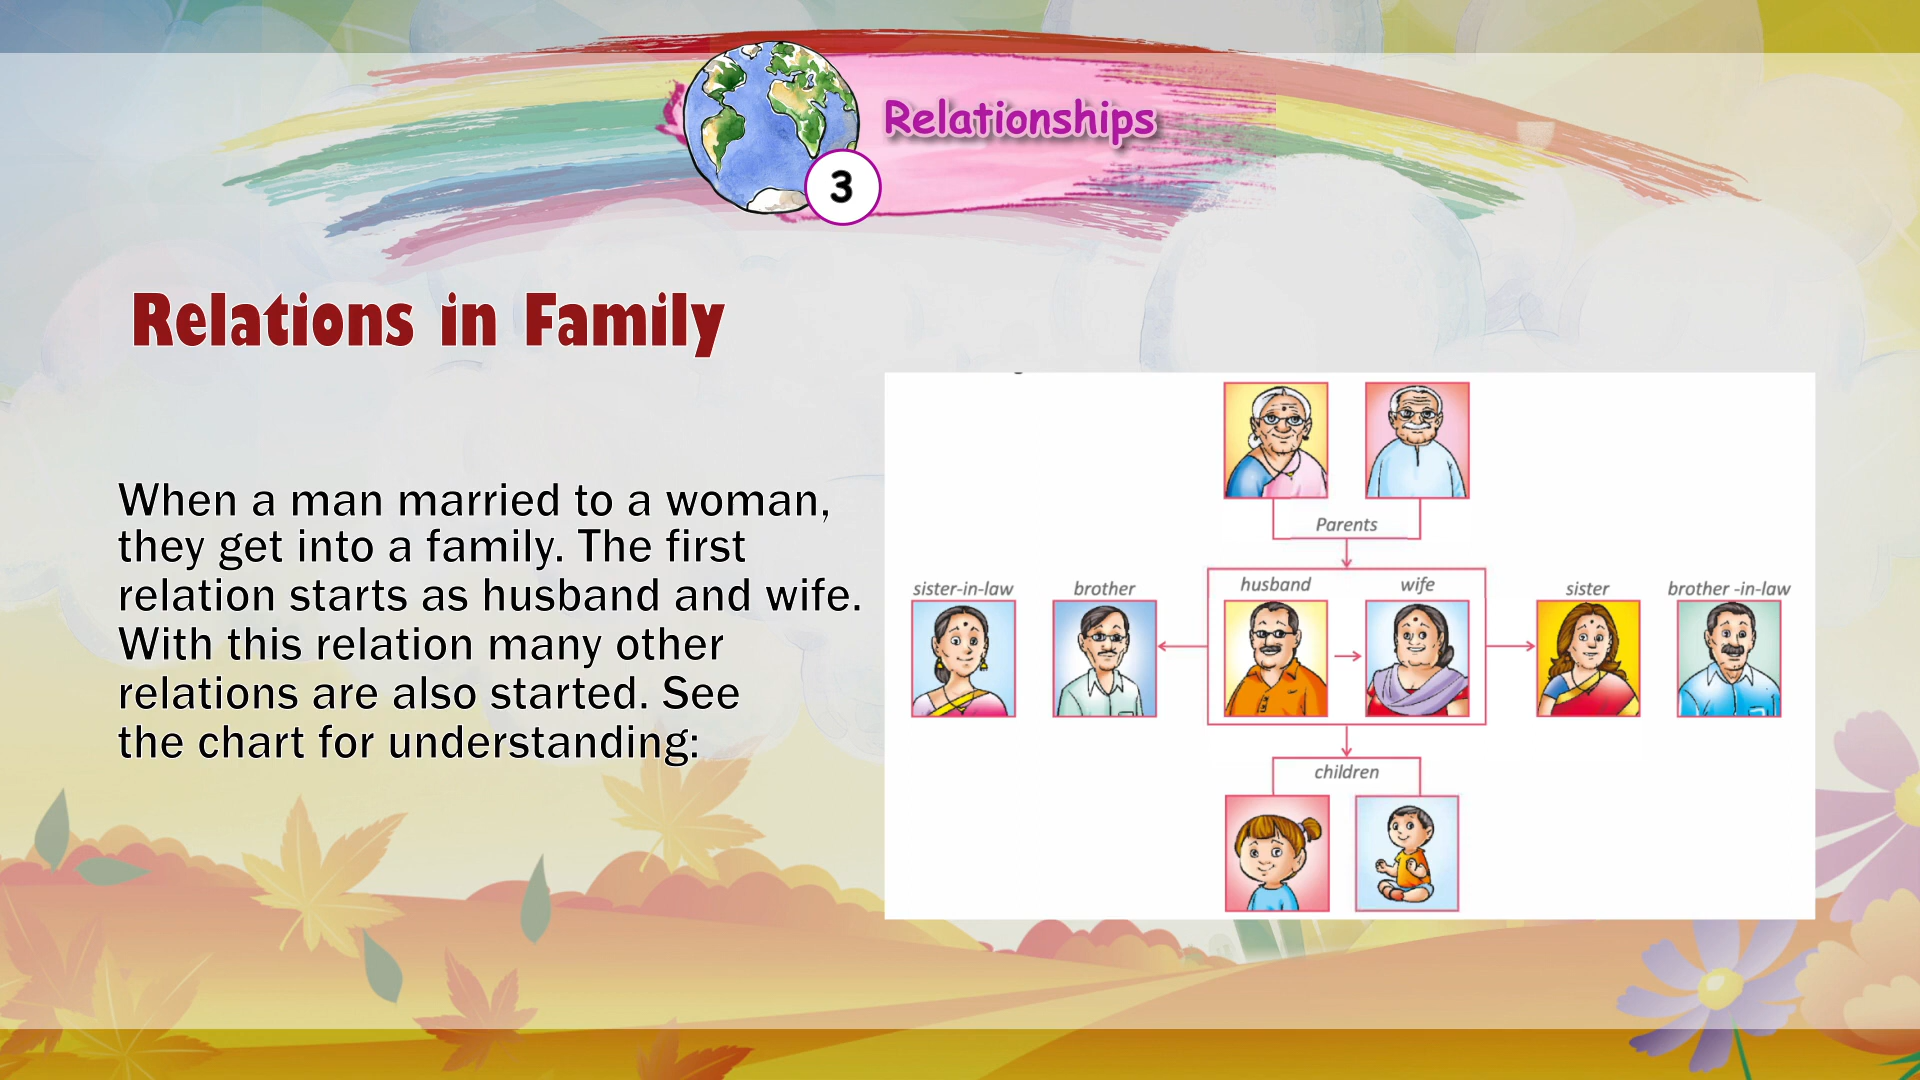 Relationships
3
Relations in Family
When a man married to a woman,
they get into a family. The first
relation starts as husband and wife.
With this relation many other
relations are also started. See
the chart for understanding:
Parents
sister-in-law
brother
husband
wife
sister
brother -in-law
children